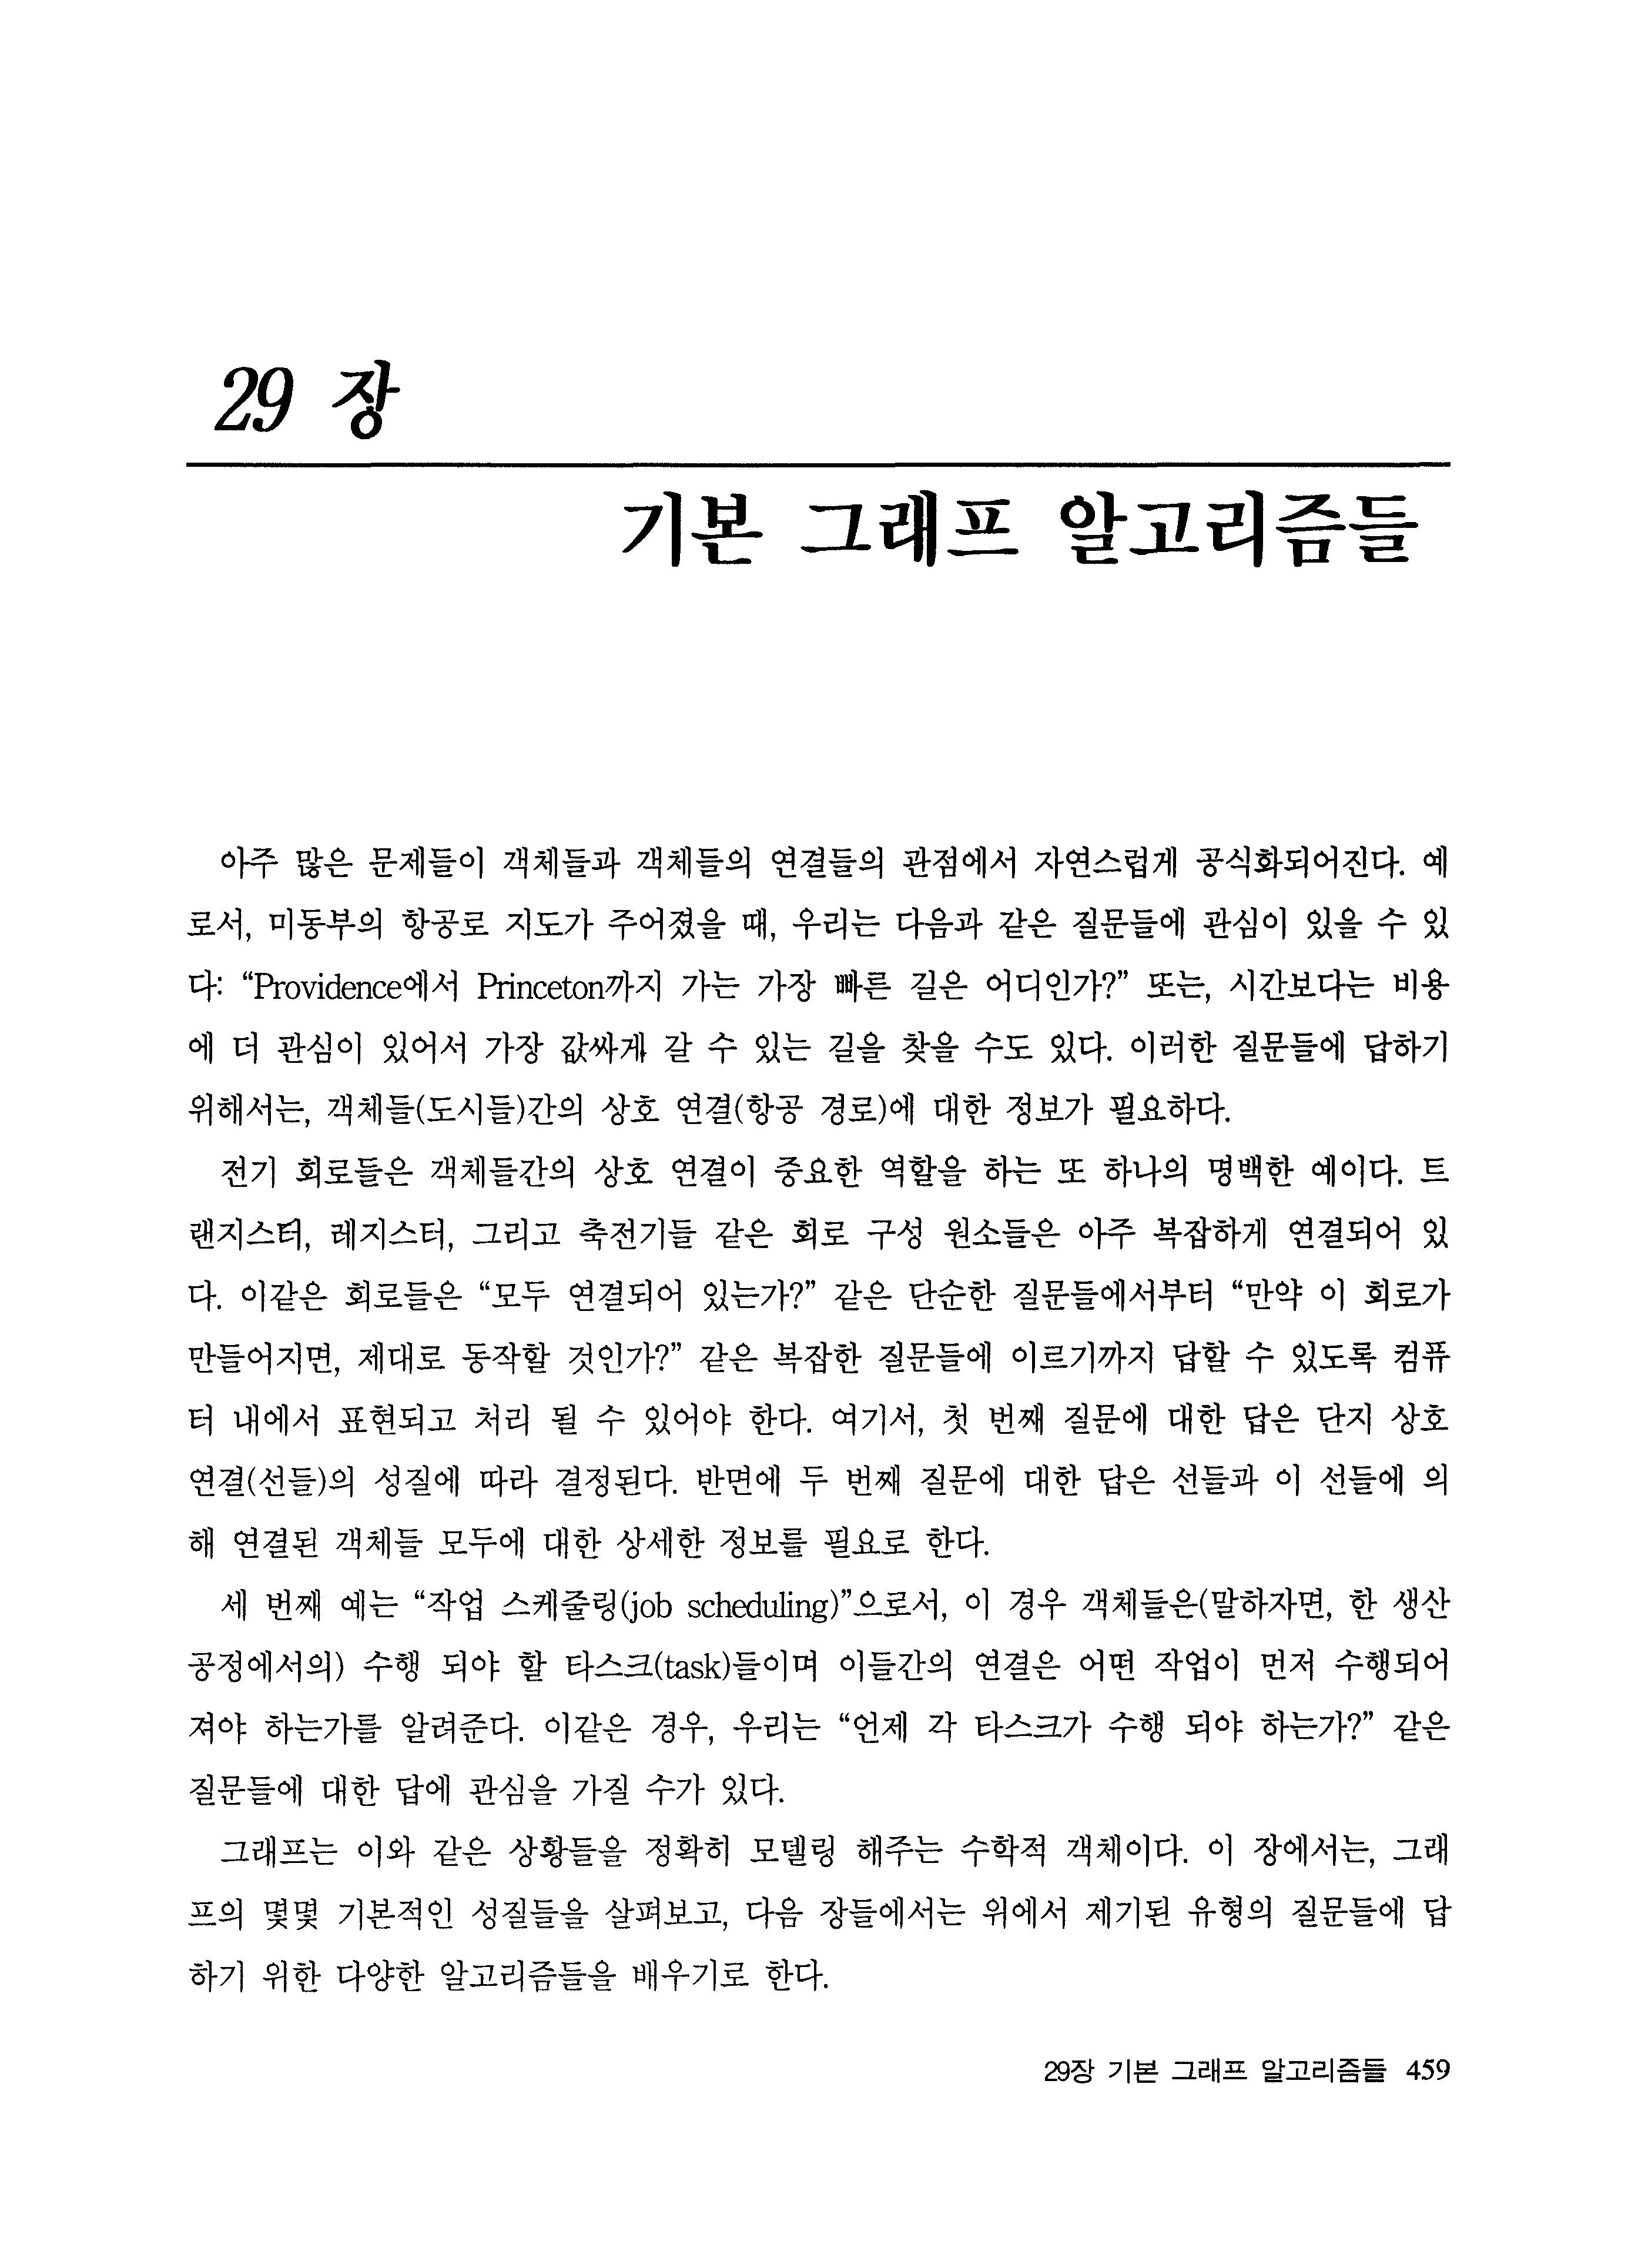 29 장
기본 그래프 알고리즘들
아주 많은 문제들이 객체들과 객체들의 연결들의 관점에서 자연스럽게 공식화되어진다. 예
로서, 미동부의 항공로 지도가 주어졌을 때, 우리는 다음과 같은 질문들에 관심이 있을 수 있
다: “Providence에서 Princeton까지 가는 가장 빠른 길은 어디인가?” 또는, 시간보다는 비용
에 더 관심이 있어서 가장 값싸게 갈 수 있는 길을 찾을 수도 있다. 이러한 질문들에 답하기
위해서는, 객체들(도시들)간의 상호 연결(항공 경로)에 대한 정보가 필요하다.
전기 회로들은 객체들간의 상호 연결이 중요한 역할을 하는 또 하나의 명백한 예이다. 트
랜지스터, 레지스터, 그리고 축전기들 같은 회로 구성 원소들은 아주 복잡하게 연결되어 있
다. 이같은 회로들은 “모두 연결되어 있는가?” 같은 단순한 질문들에서부터 “만약 이 회로가
만들어지면, 제대로 동작할 것인가?” 같은 복잡한 질문들에 이르기까지 답할 수 있도록 컴퓨
터 내에서 표현되고 처리 될 수 있어야 한다. 여기서, 첫 번째 질문에 대한 답은 단지 상호
연결(선들)의 성질에 따라 결정된다. 반면에 두 번째 질문에 대한 답은 선들과 이 선들에 의
해 연결된 객체들 모두에 대한 상세한 정보를 필요로 한다.
세 번째 예는 “작업 스케줄링(job scheduling)”으로서, 이 경우 객체들은(말하자면, 한 생산
공정에서의) 수행 되야 할 타스크(task)들이며 이들간의 연결은 어떤 작업이 먼저 수행되어
져야 하는가를 알려준다. 이같은 경우, 우리는 “언제 각 타스크가 수행 되야 하는가?” 같은
질문들에 대한 답에 관심을 가질 수가 있다.
그래프는 이와 같은 상황들을 정확히 모델링 해주는 수학적 객체이다. 이 장에서는, 그래
프의 몇몇 기본적인 성질들을 살펴보고, 다음 장들에서는 위에서 제기된 유형의 질문들에 답
하기 위한 다양한 알고리즘들을 배우기로 한다.
29장 기본 그래프 알고리즘들 459